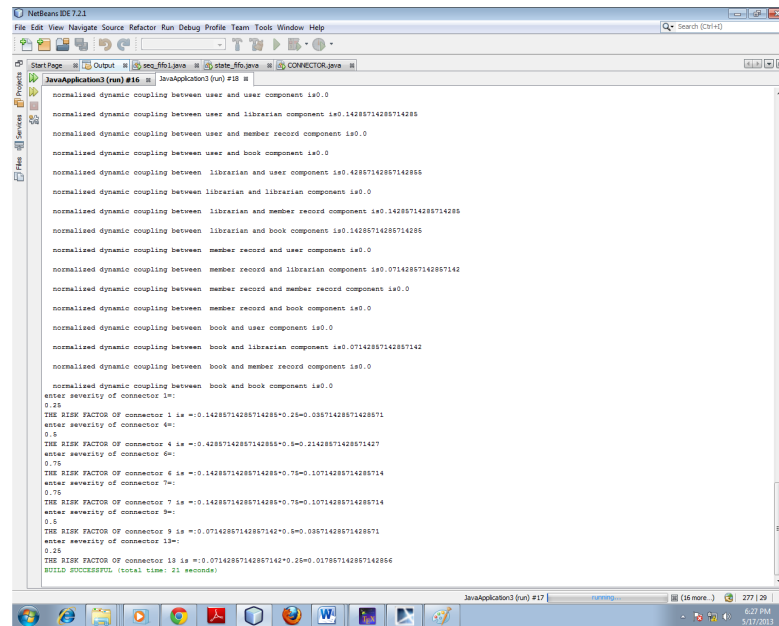 NetBeans IDE 7.2.1
File Edit View Navigate Source Refactor Run Debug Profile Team Tools Window Help
Search (Ctrl+I)
Start Page Output seq_fifo1.java state_fifo.java CONNECTOR.java
JavaApplication3 (run) #16 JavaApplication3 (run) #18
Projects
Services
Files
normalized dynamic coupling between user and user component is0.0
normalized dynamic coupling between user and librarian component is0.14285714285714285
normalized dynamic coupling between user and member record component is0.0
normalized dynamic coupling between user and book component is0.0
normalized dynamic coupling between  librarian and user component is0.42857142857142855
normalized dynamic coupling between librarian and librarian component is0.0
normalized dynamic coupling between  librarian and member record component is0.14285714285714285
normalized dynamic coupling between  librarian and book component is0.14285714285714285
normalized dynamic coupling between  member record and user component is0.0
normalized dynamic coupling between  member record and librarian component is0.07142857142857142
normalized dynamic coupling between  member record and member record component is0.0
normalized dynamic coupling between  member record and book component is0.0
normalized dynamic coupling between  book and user component is0.0
normalized dynamic coupling between  book and librarian component is0.07142857142857142
normalized dynamic coupling between  book and member record component is0.0
normalized dynamic coupling between  book and book component is0.0
enter severity of connector 1=:
0.25
THE RISK FACTOR OF connector 1 is =:0.14285714285714285*0.25=0.03571428571428571
enter severity of connector 4=:
0.5
THE RISK FACTOR OF connector 4 is =:0.42857142857142855*0.5=0.21428571428571427
enter severity of connector 6=:
0.75
THE RISK FACTOR OF connector 6 is =:0.14285714285714285*0.75=0.10714285714285714
enter severity of connector 7=:
0.75
THE RISK FACTOR OF connector 7 is =:0.14285714285714285*0.75=0.10714285714285714
enter severity of connector 9=:
0.5
THE RISK FACTOR OF connector 9 is =:0.07142857142857142*0.5=0.03571428571428571
enter severity of connector 13=:
0.25
THE RISK FACTOR OF connector 13 is =:0.07142857142857142*0.25=0.017857142857142856
BUILD SUCCESSFUL (total time: 21 seconds)
JavaApplication3 (run) #17 running... (16 more...) 277 | 29
6:27 PM
5/17/2013